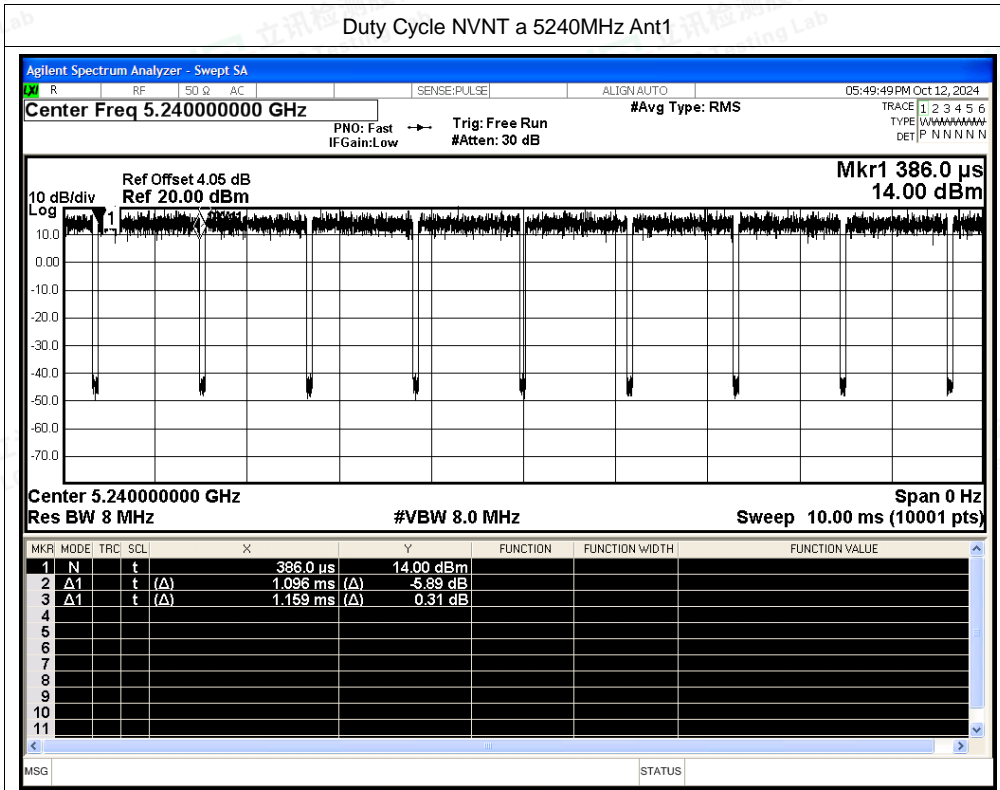 Duty Cycle NVNT a 5240MHz Ant1
Agilent Spectrum Analyzer - Swept SA
LXI R RF 50 Ω AC SENSE:PULSE ALIGN AUTO 05:49:49 PM Oct 12, 2024
Center Freq 5.240000000 GHz #Avg Type: RMS TRACE 1 2 3 4 5 6
PNO: Fast Trig: Free Run TYPE W
IFGain:Low #Atten: 30 dB DET P N N N N N
Mkr1 386.0 µs
Ref Offset 4.05 dB
10 dB/div Ref 20.00 dBm 14.00 dBm
Log
1
10.0
0.00
-10.0
-20.0
-30.0
-40.0
-50.0
-60.0
-70.0
Center 5.240000000 GHz Span 0 Hz
Res BW 8 MHz #VBW 8.0 MHz Sweep 10.00 ms (10001 pts)
MKR MODE TRC SCL X Y FUNCTION FUNCTION WIDTH FUNCTION VALUE
1 N t 386.0 µs 14.00 dBm
2 Δ1 t (Δ) 1.096 ms (Δ) -5.89 dB
3 Δ1 t (Δ) 1.159 ms (Δ) 0.31 dB
4
5
6
7
8
9
10
11
MSG STATUS